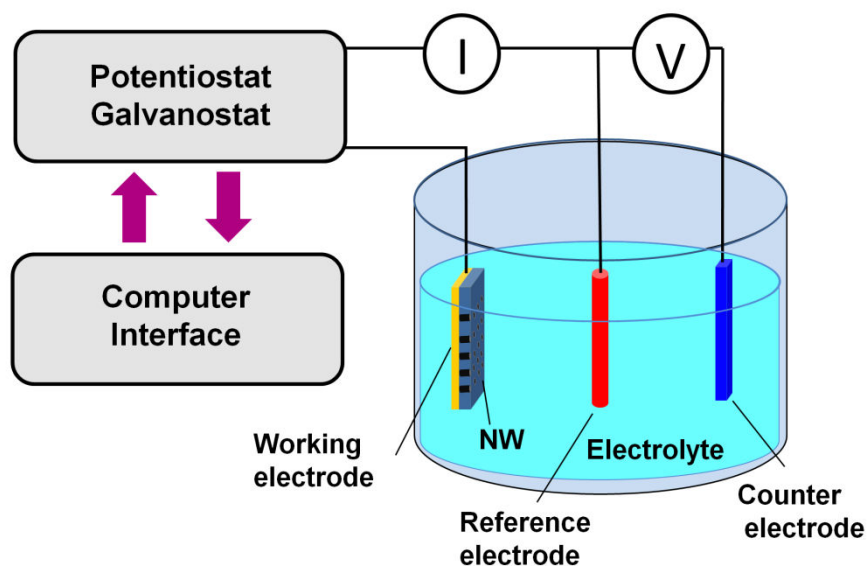 Potentiostat
Galvanostat
I
V
Computer
Interface
Working
electrode
NW
Electrolyte
Reference
electrode
Counter
electrode